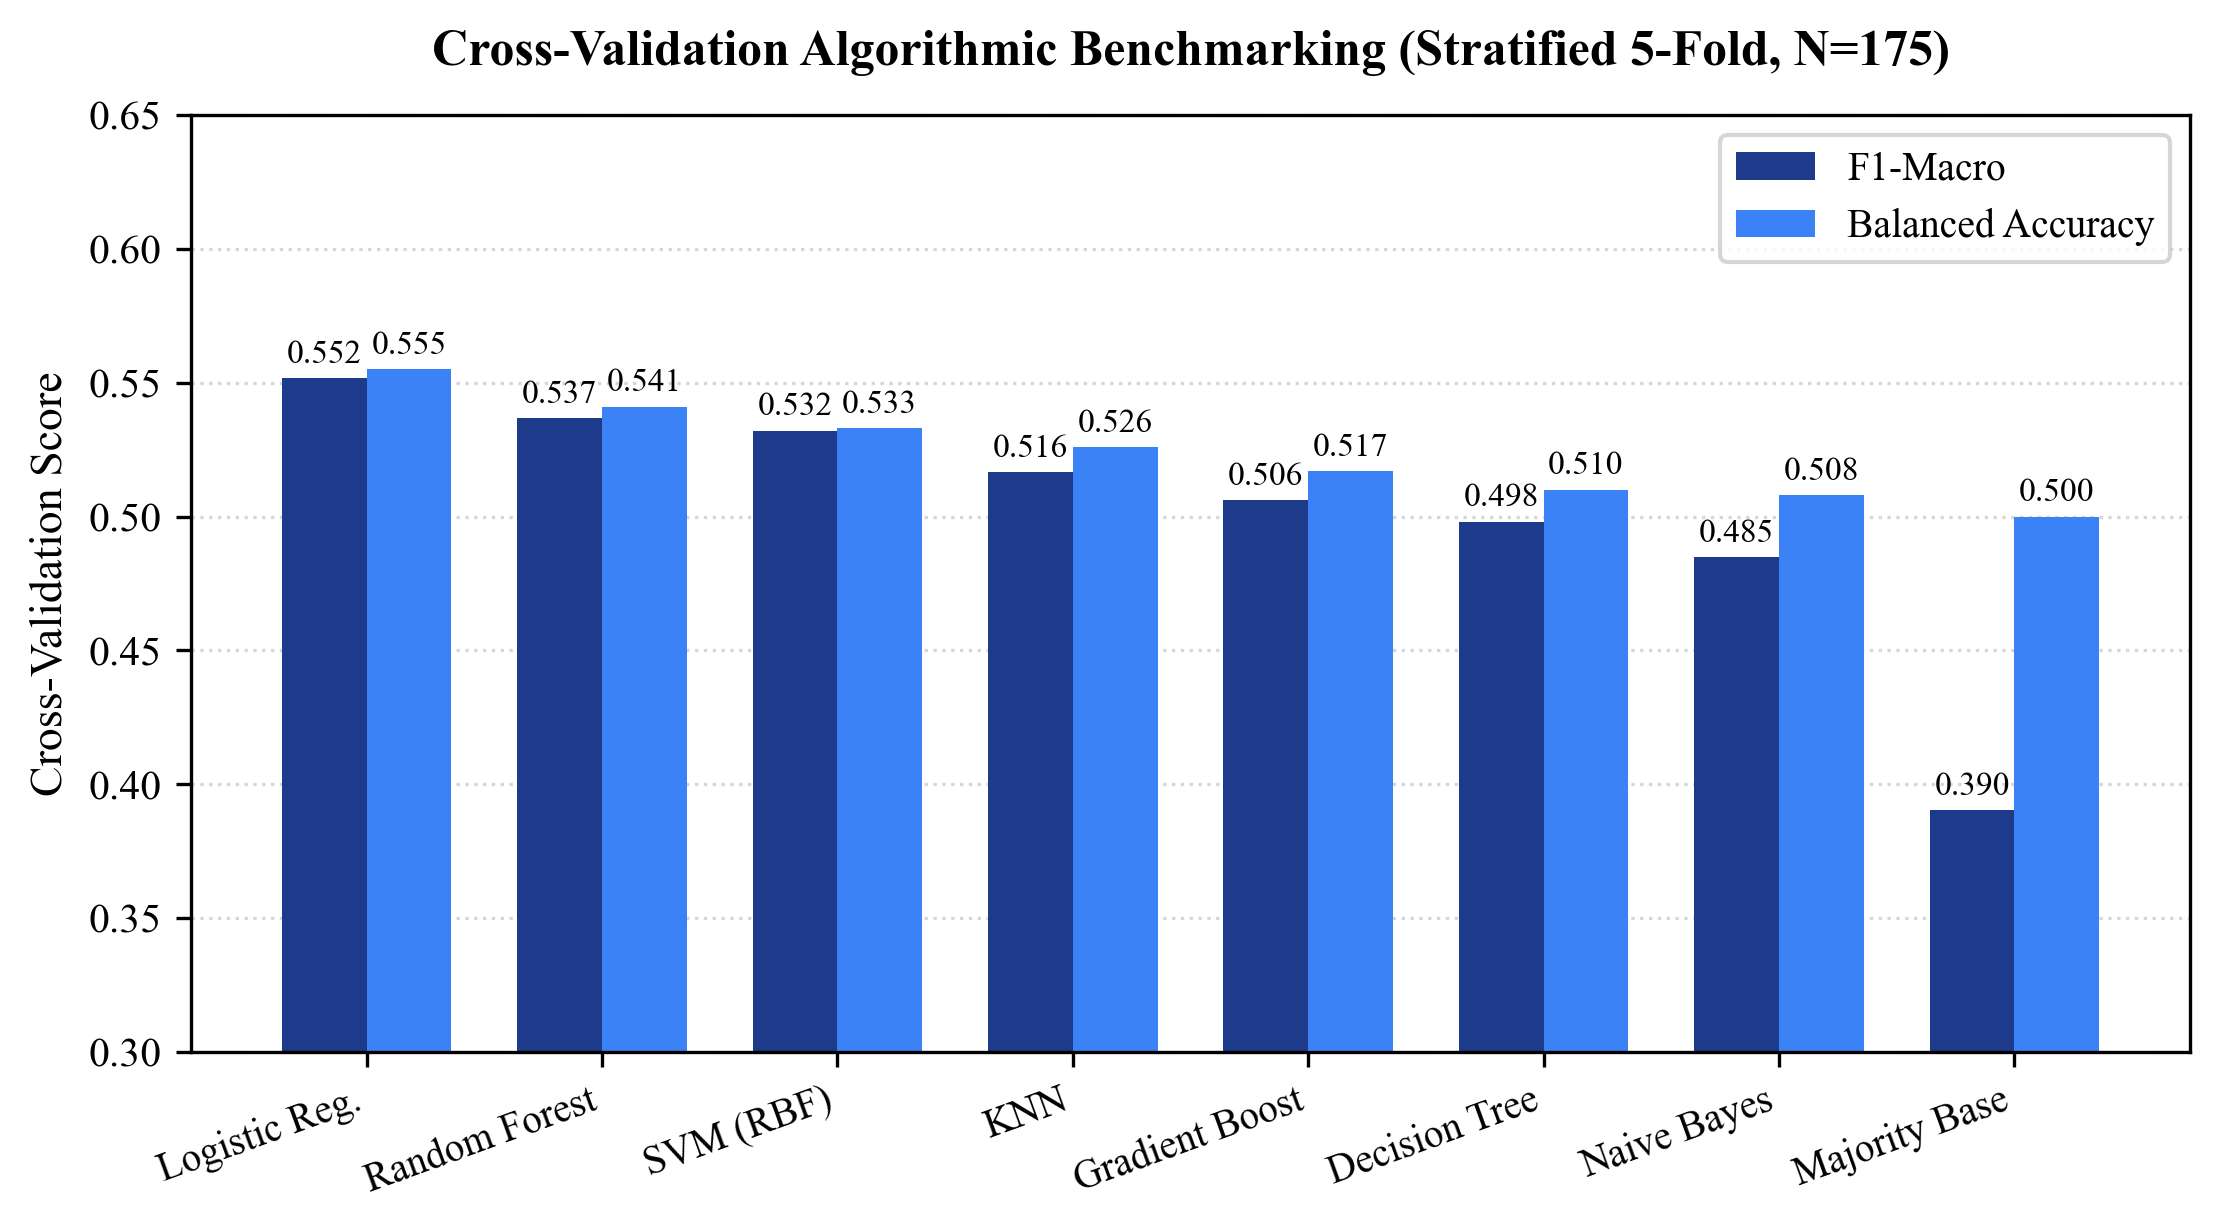 Cross-Validation Algorithmic Benchmarking (Stratified 5-Fold, N=175)
Cross-Validation Score
0.65
0.60
0.55
0.50
0.45
0.40
0.35
0.30
F1-Macro
Balanced Accuracy
0.552 0.555
0.537 0.541
0.532 0.533
0.516 0.526
0.506 0.517
0.498 0.510
0.485 0.508
0.390 0.500
Logistic Reg.
Random Forest
SVM (RBF)
KNN
Gradient Boost
Decision Tree
Naive Bayes
Majority Base